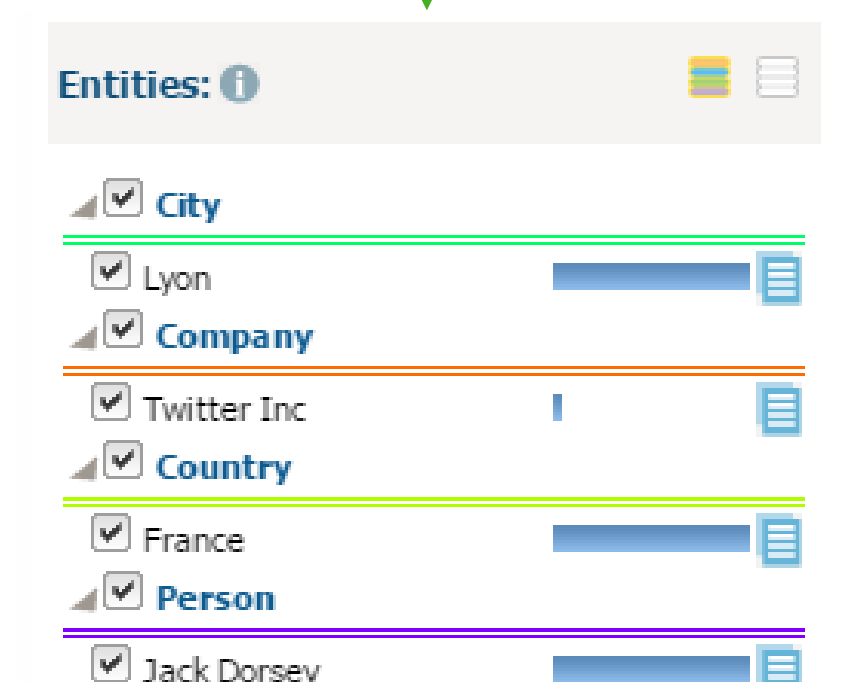 Entities:
City
Lyon
Company
Twitter Inc
Country
France
Person
Jack Dorsey